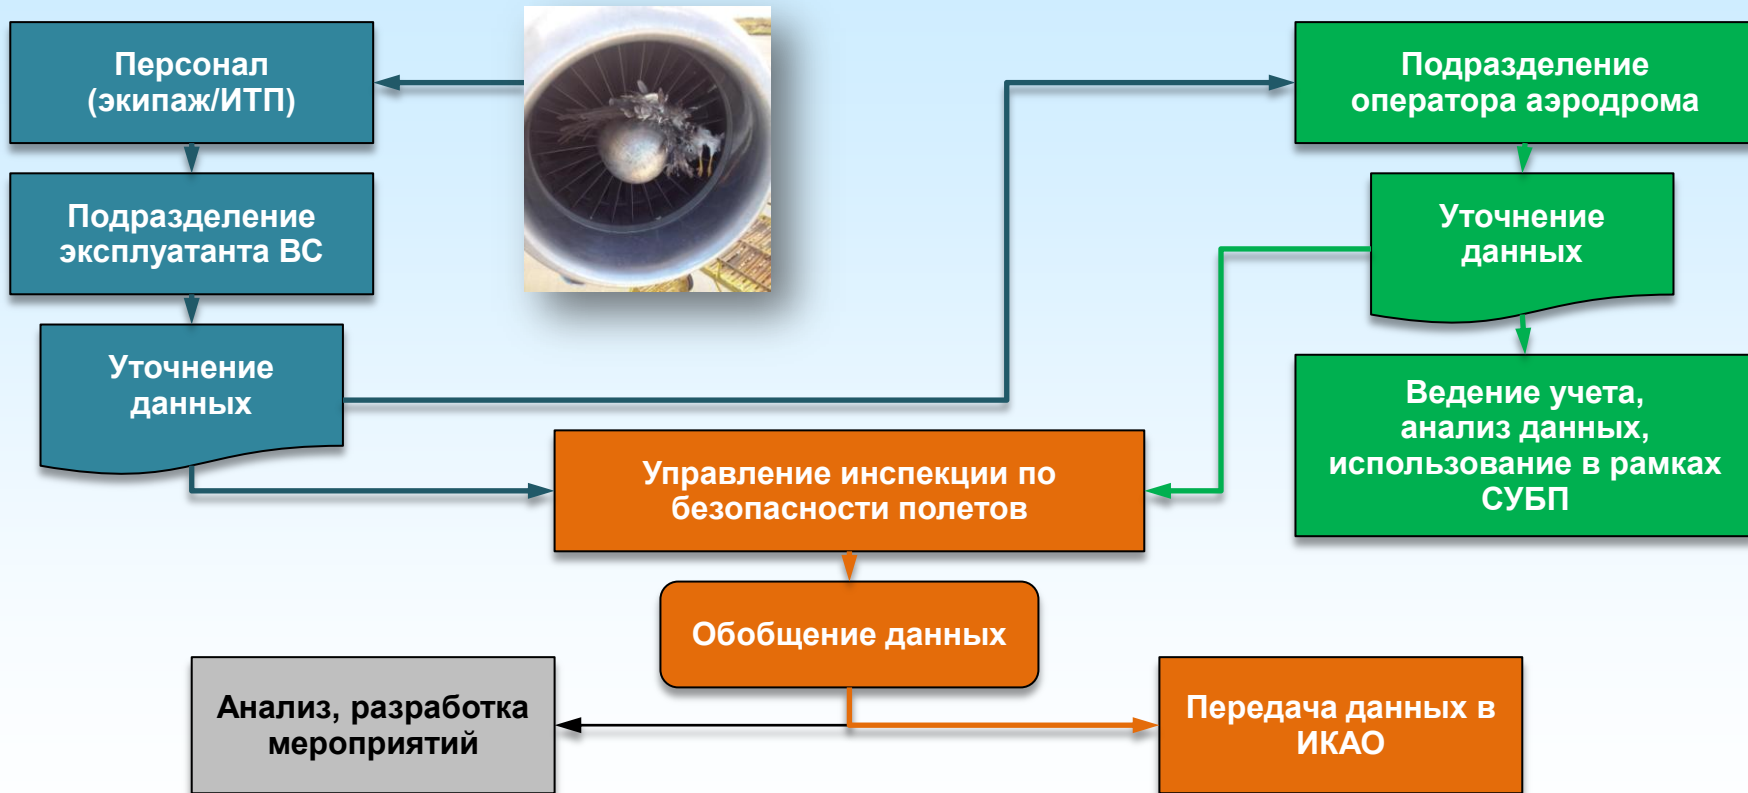 Персонал
(экипаж/ИТП)
Подразделение
эксплуатанта ВС
Уточнение
данных
Подразделение
оператора аэродрома
Уточнение
данных
Ведение учета,
анализ данных,
использование в рамках
СУБП
Управление инспекции по
безопасности полетов
Обобщение данных
Анализ, разработка
мероприятий
Передача данных в
ИКАО